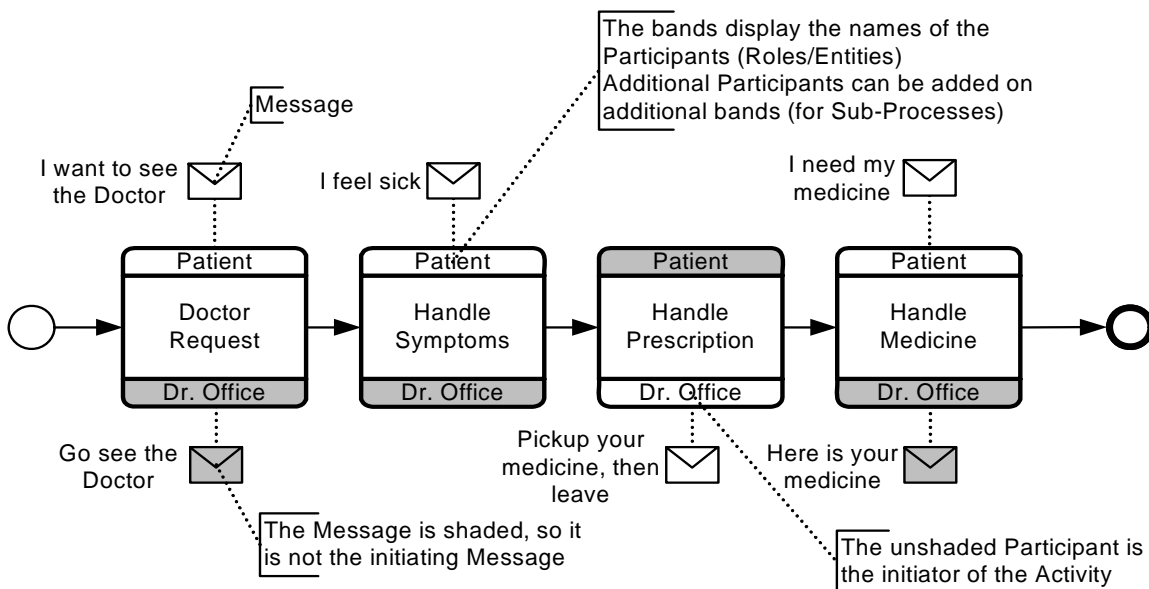 The bands display the names of the
Participants (Roles/Entities)
Additional Participants can be added on
additional bands (for Sub-Processes)
Message
I want to see
the Doctor
I feel sick
I need my
medicine
Patient
Doctor
Request
Dr. Office
Patient
Handle
Symptoms
Dr. Office
Patient
Handle
Prescription
Dr. Office
Patient
Handle
Medicine
Dr. Office
Go see the
Doctor
Pickup your
medicine, then
leave
Here is your
medicine
The Message is shaded, so it
is not the initiating Message
The unshaded Participant is
the initiator of the Activity